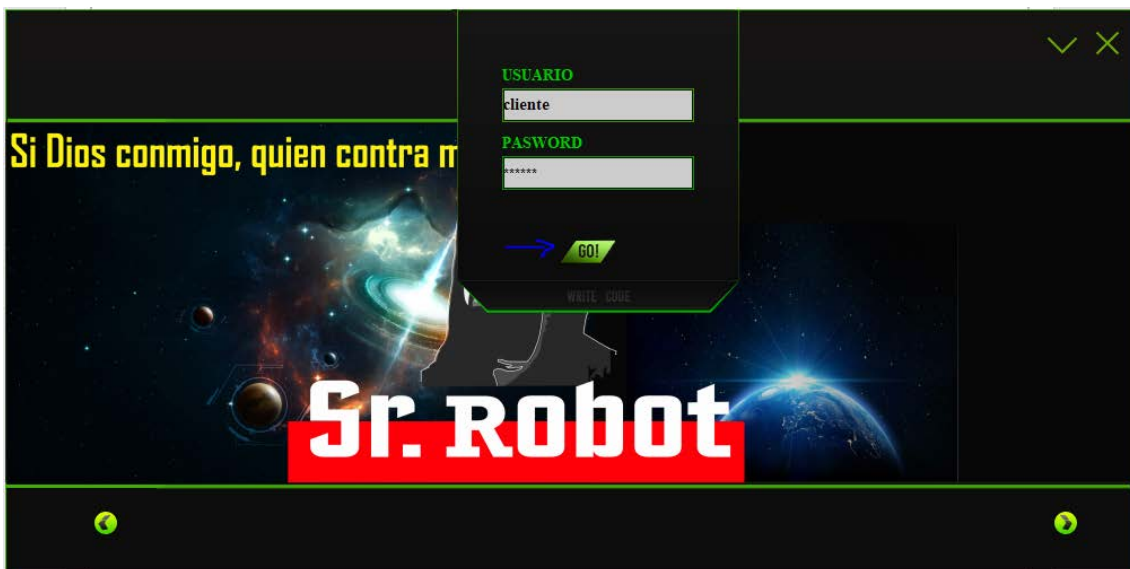 USUARIO
cliente
PASWORD
******
Si Dios conmigo, quien contra m
GO!
WRITE CODE
Sr. Robot